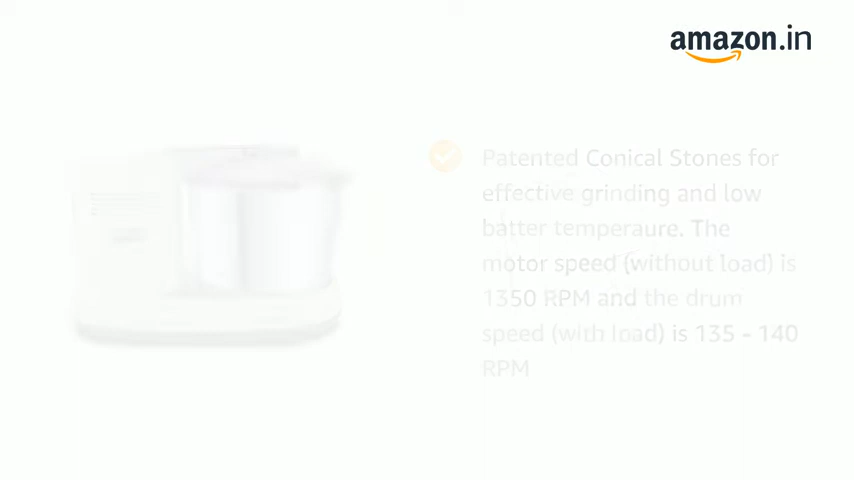 amazon.in
Patented Conical Stones for
effective grinding and low
batter temperaure. The
motor speed (without load) is
1350 RPM and the drum
speed (with load) is 135 - 140
RPM